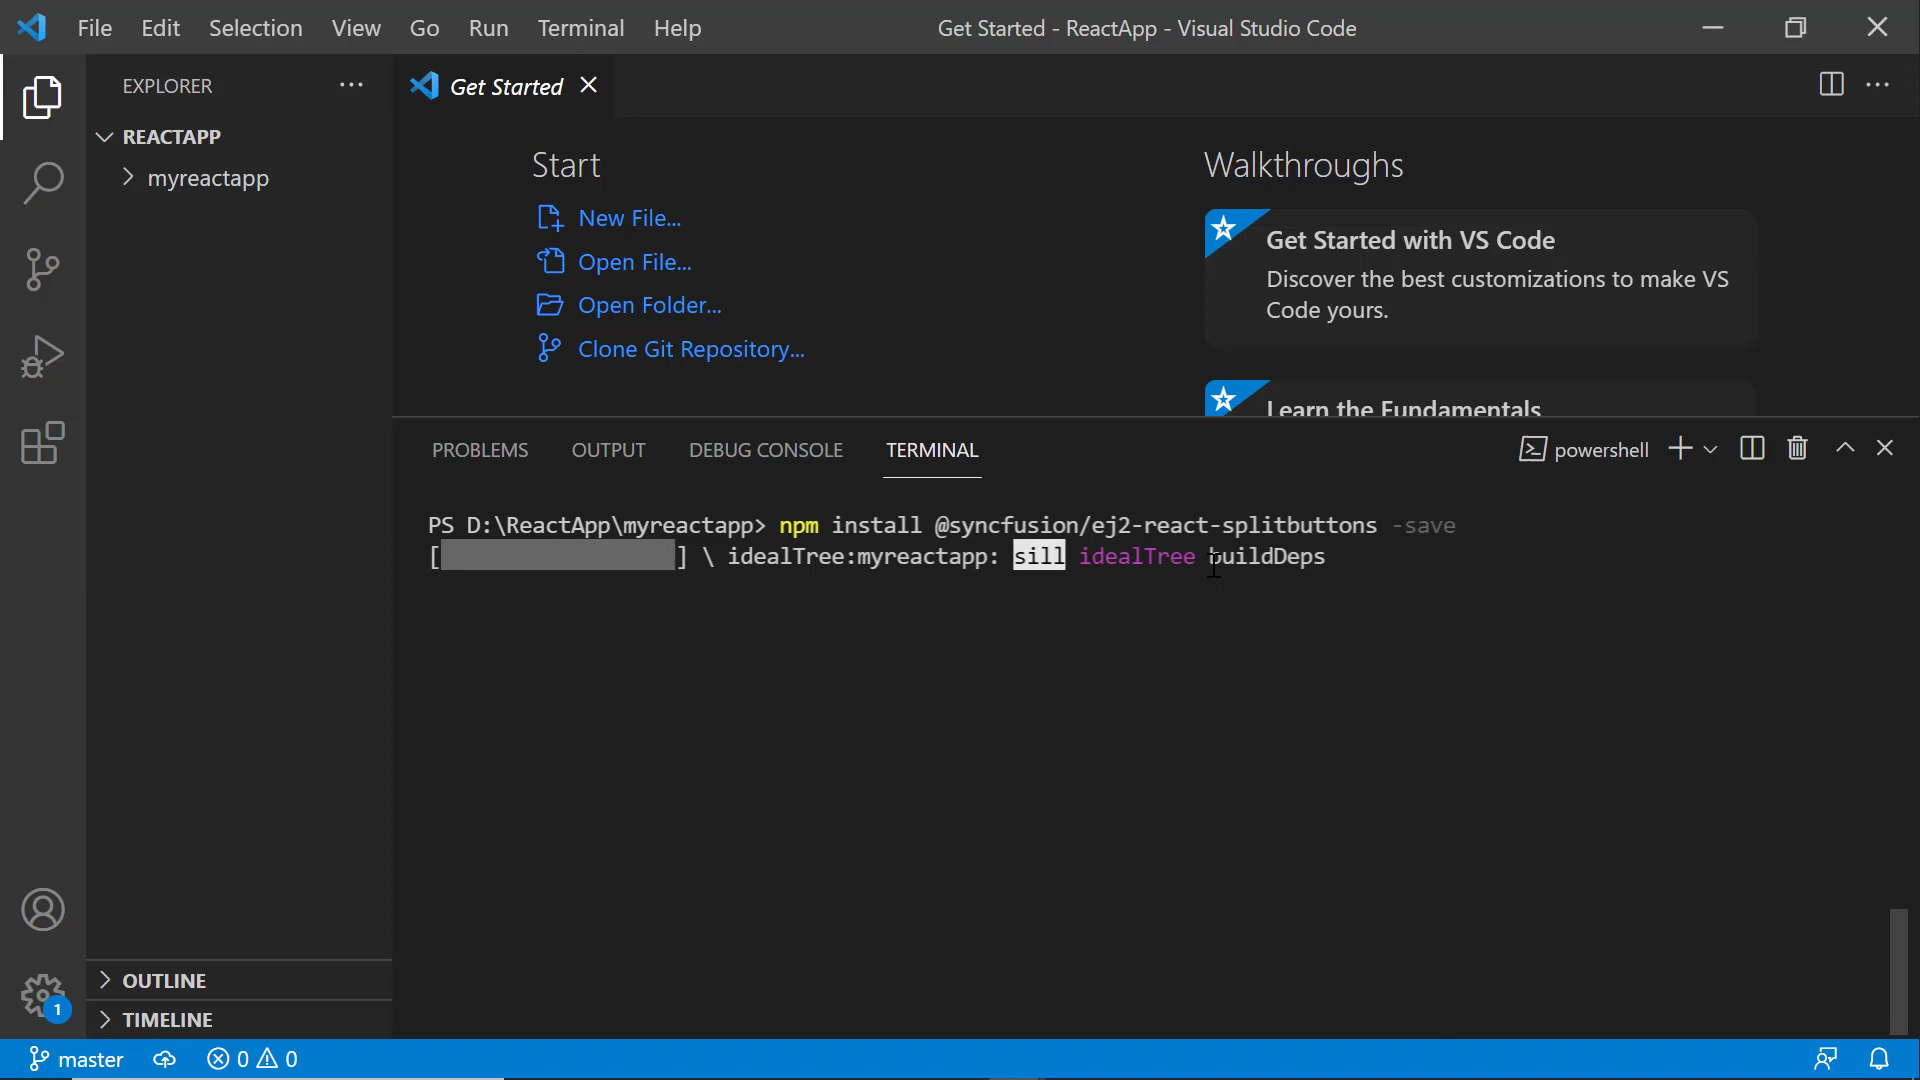 File Edit Selection View Go Run Terminal Help
Get Started - ReactApp - Visual Studio Code
EXPLORER
REACTAPP
myreactapp
Get Started
Start
New File...
Open File...
Open Folder...
Clone Git Repository...
Walkthroughs
Get Started with VS Code
Discover the best customizations to make VS
Code yours.
Learn the Fundamentals
PROBLEMS OUTPUT DEBUG CONSOLE TERMINAL
powershell
PS D:\ReactApp\myreactapp> npm install @syncfusion/ej2-react-splitbuttons -save
[ ] \ idealTree:myreactapp: sill idealTree buildDeps
OUTLINE
1
TIMELINE
master 0 0